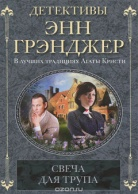 ДЕТЕКТИВЫ
ЭНН
ГРЭНДЖЕР
В лучших традициях Агаты Кристи
СВЕЧА
ДЛЯ ТРУПА